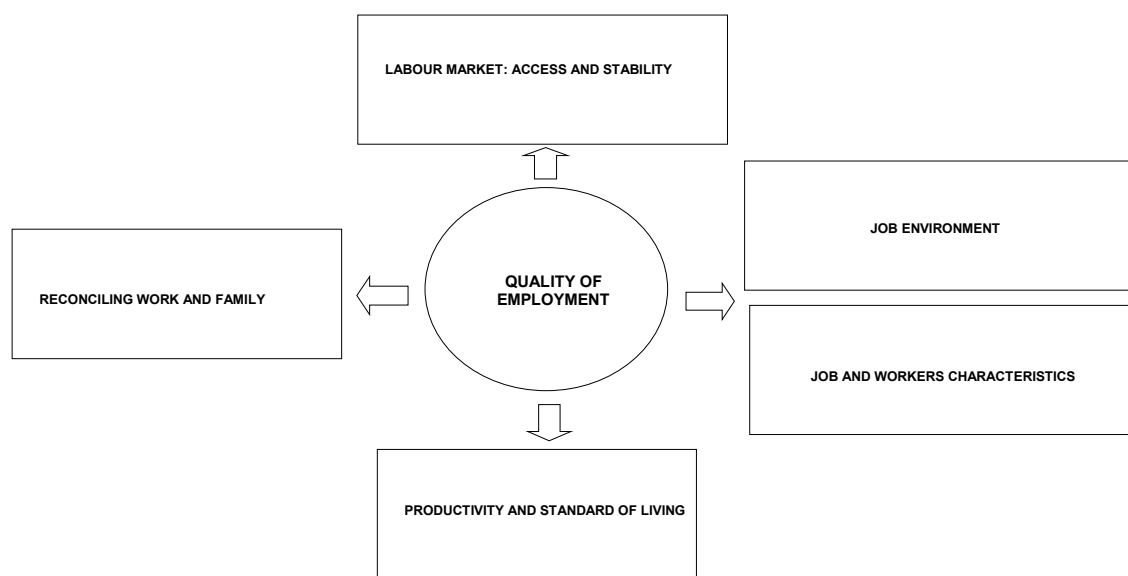 LABOUR MARKET: ACCESS AND STABILITY
JOB ENVIRONMENT
QUALITY OF
EMPLOYMENT
RECONCILING WORK AND FAMILY
JOB AND WORKERS CHARACTERISTICS
PRODUCTIVITY AND STANDARD OF LIVING